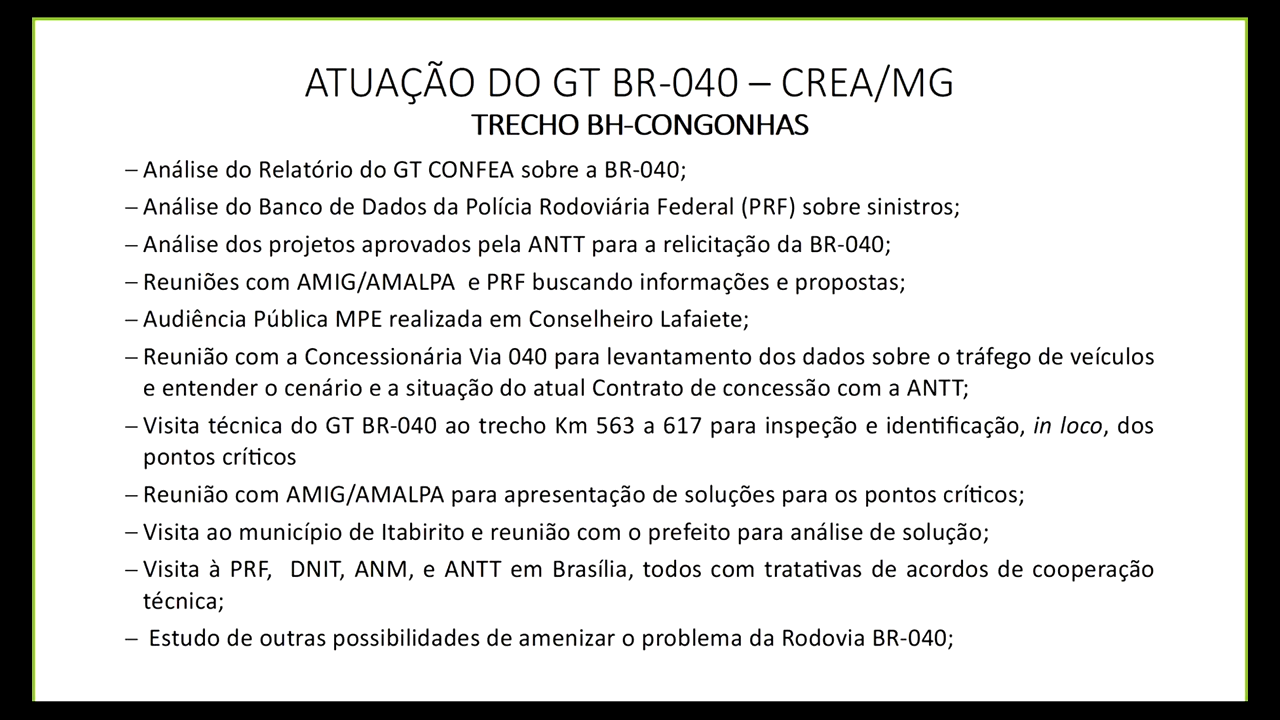 ATUAÇÃO DO GT BR-040 – CREA/MG
TRECHO BH-CONGONHAS
– Análise do Relatório do GT CONFEA sobre a BR-040;
– Análise do Banco de Dados da Polícia Rodoviária Federal (PRF) sobre sinistros;
– Análise dos projetos aprovados pela ANTT para a relicitação da BR-040;
– Reuniões com AMIG/AMALPA  e PRF buscando informações e propostas;
– Audiência Pública MPE realizada em Conselheiro Lafaiete;
– Reunião com a Concessionária Via 040 para levantamento dos dados sobre o tráfego de veículos
e entender o cenário e a situação do atual Contrato de concessão com a ANTT;
– Visita técnica do GT BR-040 ao trecho Km 563 a 617 para inspeção e identificação, in loco, dos
pontos críticos
– Reunião com AMIG/AMALPA para apresentação de soluções para os pontos críticos;
– Visita ao município de Itabirito e reunião com o prefeito para análise de solução;
– Visita à PRF,  DNIT, ANM, e ANTT em Brasília, todos com tratativas de acordos de cooperação
técnica;
– Estudo de outras possibilidades de amenizar o problema da Rodovia BR-040;